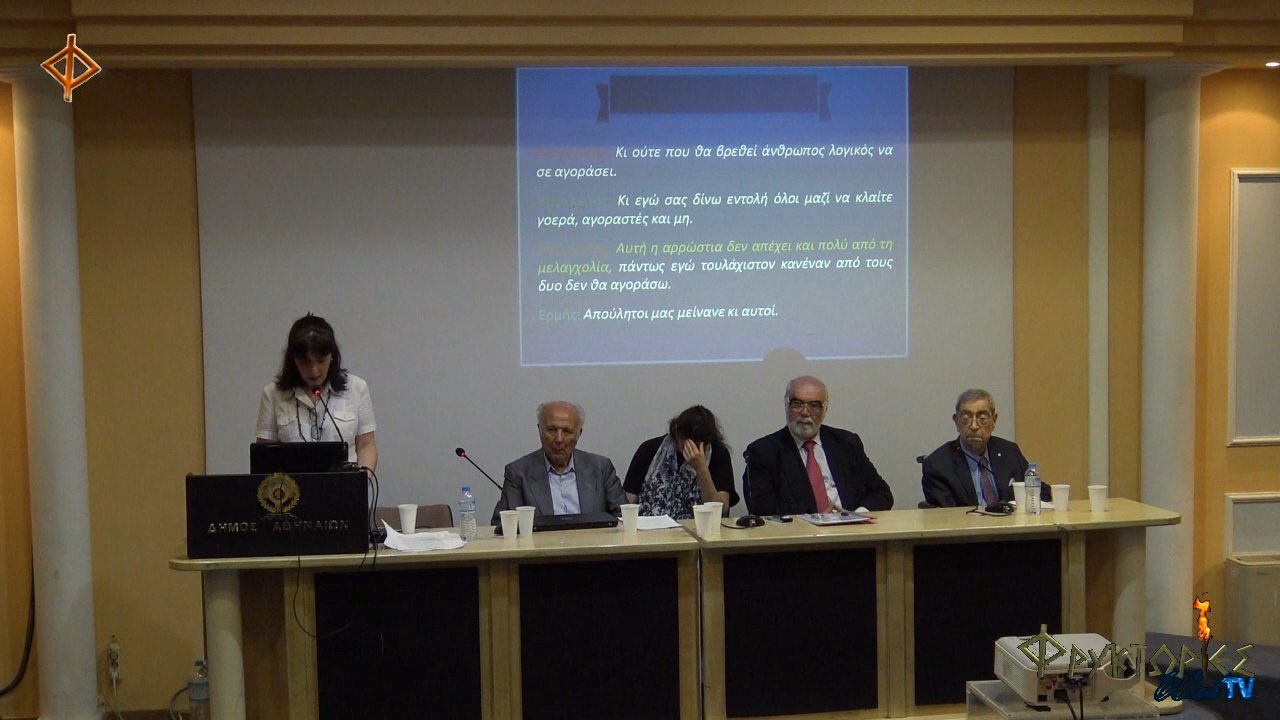 Κι ούτε που θα βρεθεί άνθρωπος λογικός να
σε αγοράσει.
Κι εγώ σας δίνω εντολή όλοι μαζί να κλαίτε
γοερά, αγοραστές και μη.
Αυτή η αρρώστια δεν απέχει και πολύ από τη
μελαγχολία, πάντως εγώ τουλάχιστον κανέναν από τους
δυο δεν θα αγοράσω.
Ερμής: Απούλητοι μας μείνανε κι αυτοί.
ΔΗΜΟΣ ΑΘΗΝΑΙΩΝ
ΦΡΥΚΤΩΡΙΕΣ
TV